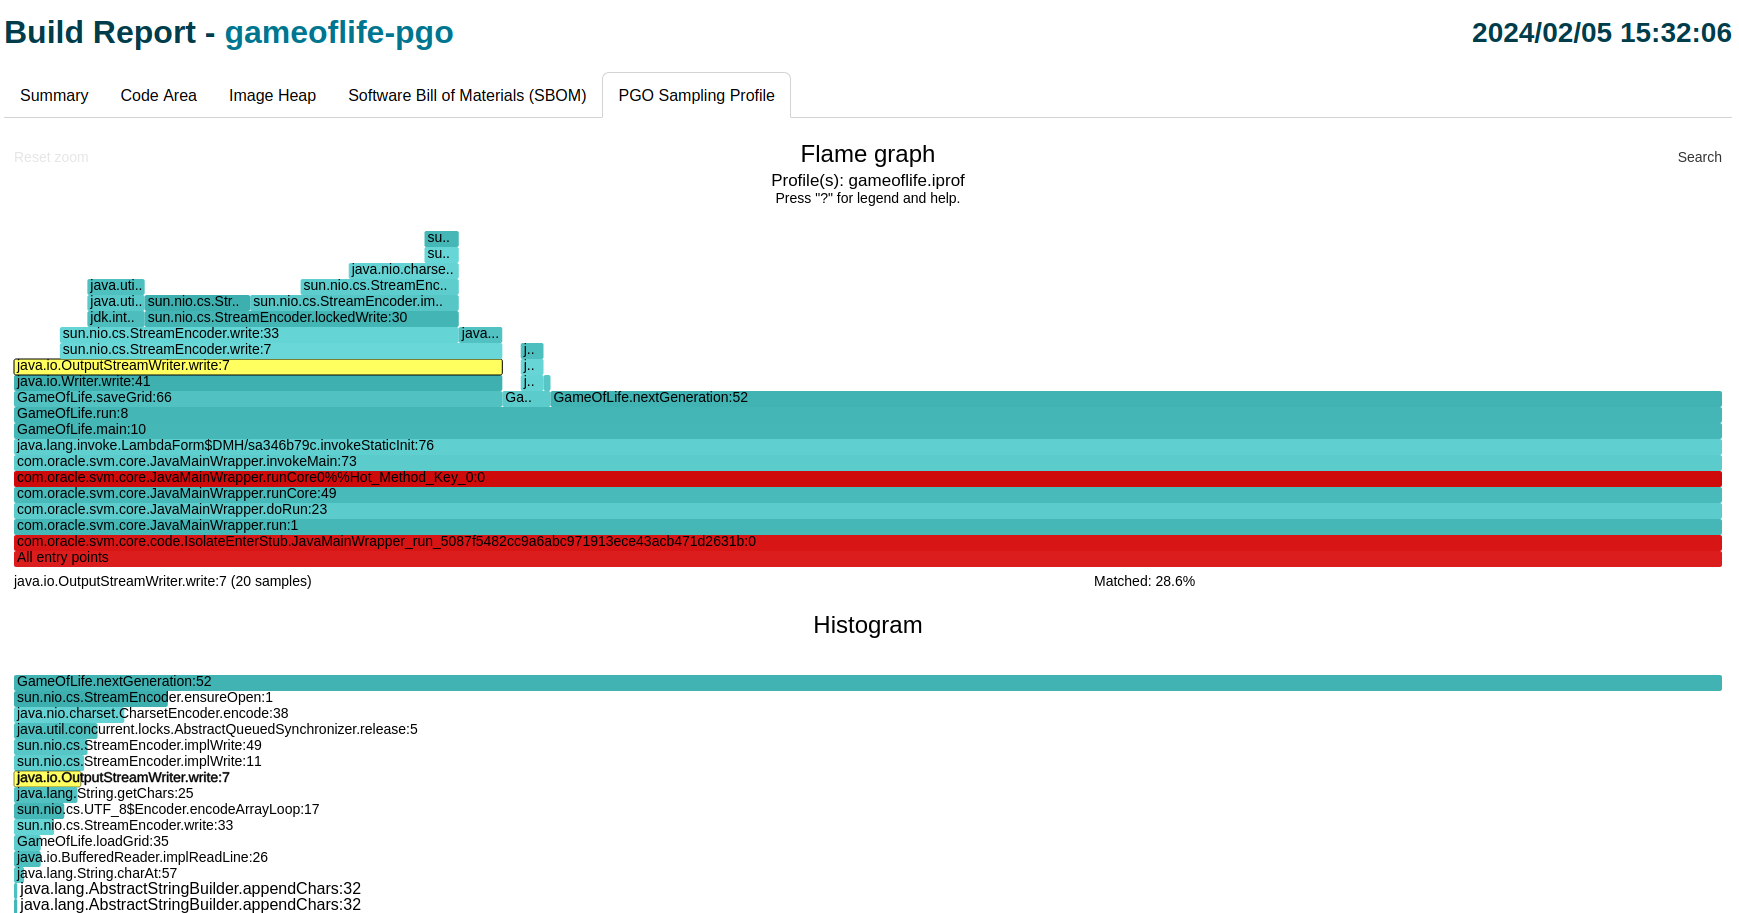 Build Report - gameoflife-pgo
2024/02/05 15:32:06
Summary
Code Area
Image Heap
Software Bill of Materials (SBOM)
PGO Sampling Profile
Reset zoom
Flame graph
Search
Profile(s): gameoflife.iprof
Press "?" for legend and help.
su..
su..
java.nio.charse..
java.uti..
sun.nio.cs.StreamEnc..
java.uti..
sun.nio.cs.Str..
sun.nio.cs.StreamEncoder.im..
jdk.int..
sun.nio.cs.StreamEncoder.lockedWrite:30
sun.nio.cs.StreamEncoder.write:33
java...
sun.nio.cs.StreamEncoder.write:7
j..
java.io.OutputStreamWriter.write:7
j..
java.io.Writer.write:41
j..
GameOfLife.saveGrid:66
Ga..
GameOfLife.nextGeneration:52
GameOfLife.run:8
GameOfLife.main:10
java.lang.invoke.LambdaForm$DMH/sa346b79c.invokeStaticInit:76
com.oracle.svm.core.JavaMainWrapper.invokeMain:73
com.oracle.svm.core.JavaMainWrapper.runCore0%%Hot_Method_Key_0:0
com.oracle.svm.core.JavaMainWrapper.runCore:49
com.oracle.svm.core.JavaMainWrapper.doRun:23
com.oracle.svm.core.JavaMainWrapper.run:1
com.oracle.svm.core.code.IsolateEnterStub.JavaMainWrapper_run_5087f5482cc9a6abc971913ece43acb471d2631b:0
All entry points
java.io.OutputStreamWriter.write:7 (20 samples)
Matched: 28.6%
Histogram
GameOfLife.nextGeneration:52
sun.nio.cs.StreamEncoder.ensureOpen:1
java.nio.charset.CharsetEncoder.encode:38
java.util.concurrent.locks.AbstractQueuedSynchronizer.release:5
sun.nio.cs.StreamEncoder.implWrite:49
sun.nio.cs.StreamEncoder.implWrite:11
java.io.OutputStreamWriter.write:7
java.lang.String.getChars:25
sun.nio.cs.UTF_8$Encoder.encodeArrayLoop:17
sun.nio.cs.StreamEncoder.write:33
GameOfLife.loadGrid:35
java.io.BufferedReader.implReadLine:26
java.lang.String.charAt:57
java.lang.AbstractStringBuilder.appendChars:32
java.lang.AbstractStringBuilder.appendChars:32